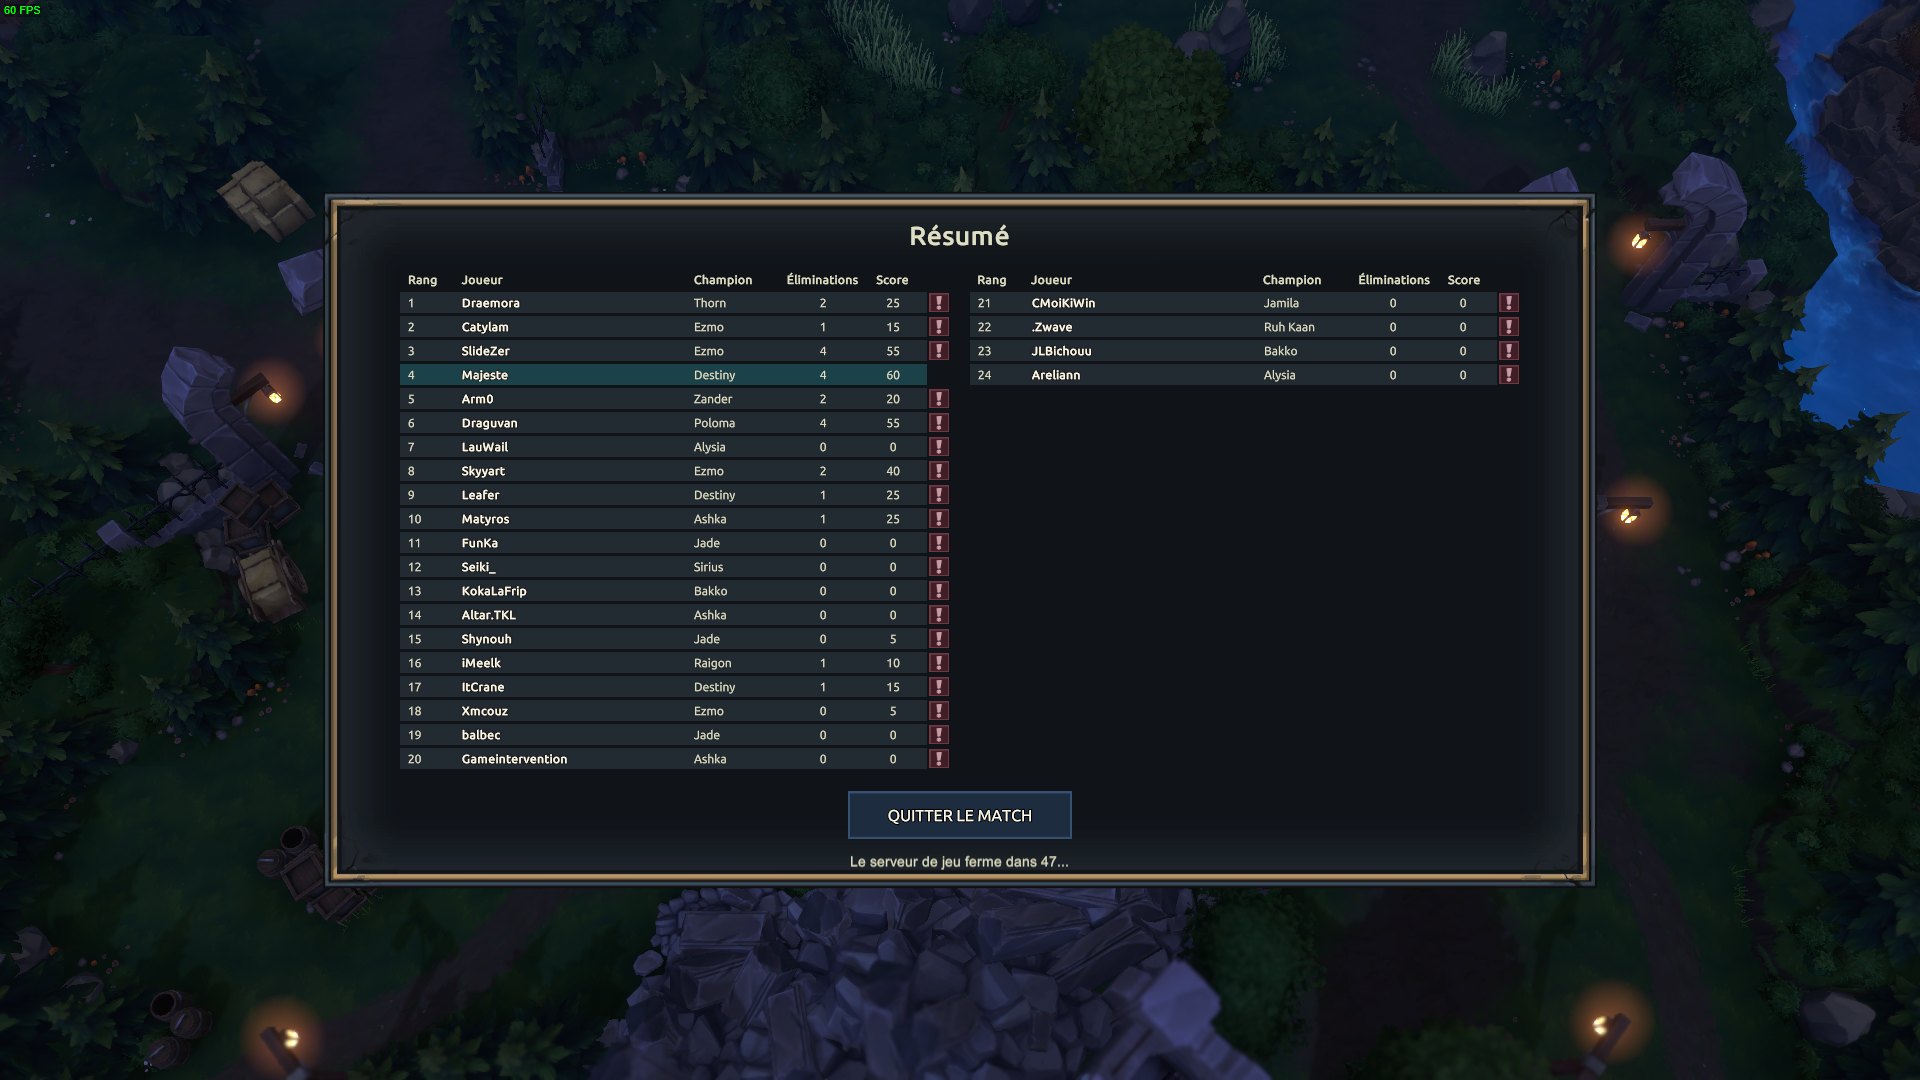 60 FPS
Résumé
Rang Joueur Champion Éliminations Score
1 Draemora Thorn 2 25
2 Catylam Ezmo 1 15
3 SlideZer Ezmo 4 55
4 Majeste Destiny 4 60
5 Arm0 Zander 2 20
6 Draguvan Poloma 4 55
7 LauWail Alysia 0 0
8 Skyyart Ezmo 2 40
9 Leafer Destiny 1 25
10 Matyros Ashka 1 25
11 FunKa Jade 0 0
12 Seiki_ Sirius 0 0
13 KokaLaFrip Bakko 0 0
14 Altar.TKL Ashka 0 0
15 Shynouh Jade 0 5
16 iMeelk Raigon 1 10
17 ItCrane Destiny 1 15
18 Xmcouz Ezmo 0 5
19 balbec Jade 0 0
20 Gameintervention Ashka 0 0
Rang Joueur Champion Éliminations Score
21 CMoiKiWin Jamila 0 0
22 .Zwave Ruh Kaan 0 0
23 JLBichouu Bakko 0 0
24 Areliann Alysia 0 0
QUITTER LE MATCH
Le serveur de jeu ferme dans 47...